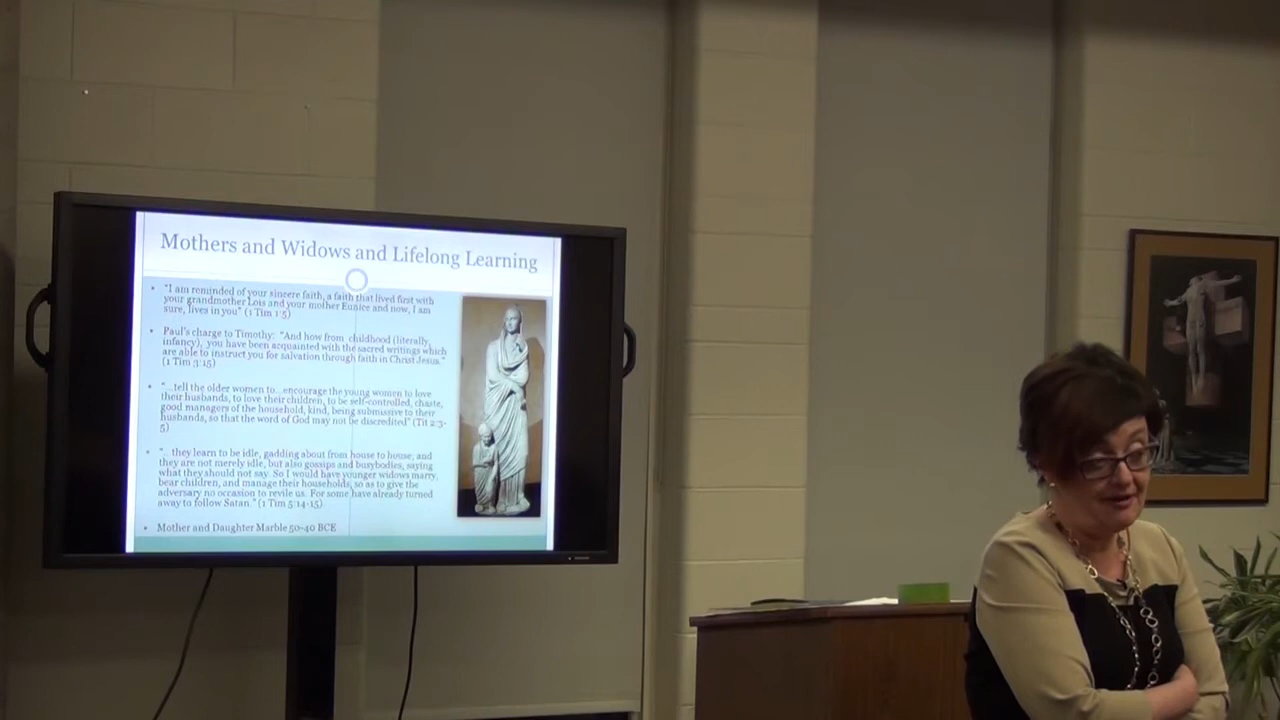 Mothers and Widows and Lifelong Learning
• "I am reminded of your sincere faith, a faith that lived first with
your grandmother Lois and your mother Eunice and now, I am
sure, lives in you" (1 Tim 1:5)
• Paul's charge to Timothy: "And how from childhood (literally,
infancy), you have been acquainted with the sacred writings which
are able to instruct you for salvation through faith in Christ Jesus."
(1 Tim 3:15)
• "...tell the older women to...encourage the young women to love
their husbands, to love their children, to be self-controlled, chaste,
good managers of the household, kind, being submissive to their
husbands, so that the word of God may not be discredited" (Tit 2:3-
5)
• "... they learn to be idle, gadding about from house to house; and
they are not merely idle, but also gossips and busybodies, saying
what they should not say. So I would have younger widows marry,
bear children, and manage their households, so as to give the
adversary no occasion to revile us. For some have already turned
away to follow Satan." (1 Tim 5:14-15)
• Mother and Daughter Marble 50-40 BCE